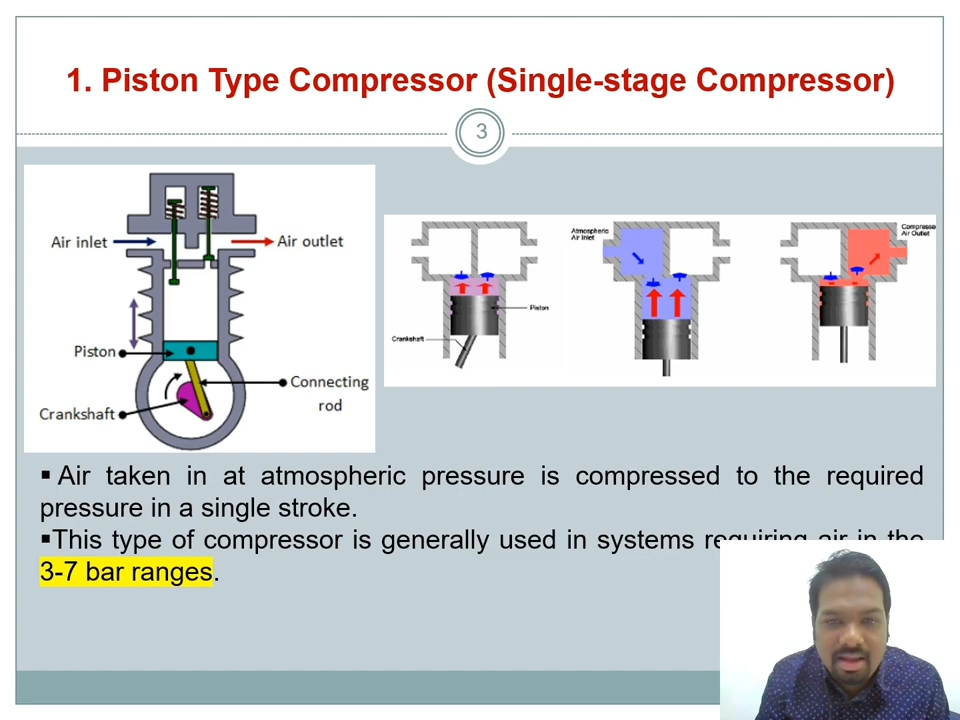 1. Piston Type Compressor (Single-stage Compressor)
3
Air inlet
Air outlet
Piston
Connecting
rod
Crankshaft
Piston
Crankshaft
Atmospheric
Air Inlet
Compresse
Air Outlet
▪ Air taken in at atmospheric pressure is compressed to the required
pressure in a single stroke.
▪This type of compressor is generally used in systems requiring air in the
3-7 bar ranges.